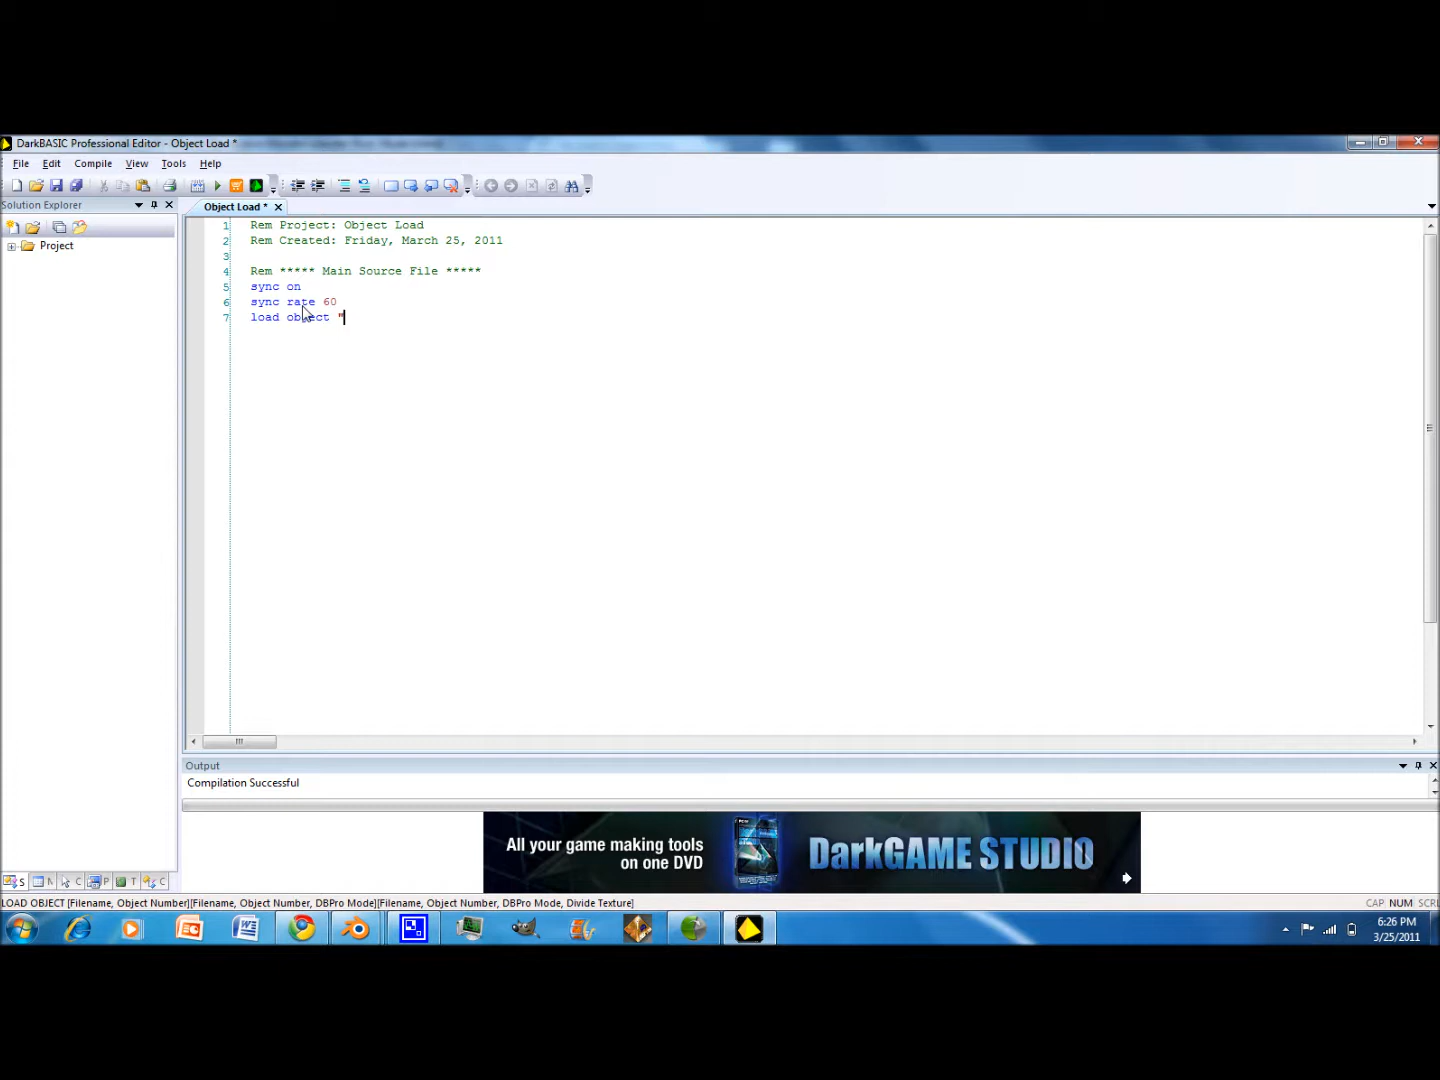 DarkBASIC Professional Editor - Object Load *
File Edit Compile View Tools Help
Solution Explorer
Object Load *
Project
1 Rem Project: Object Load
2 Rem Created: Friday, March 25, 2011
3
4 Rem ***** Main Source File *****
5 sync on
6 sync rate 60
7 load object "
Output
Compilation Successful
All your game making tools
on one DVD
DarkGAME STUDIO
S N C P T C
LOAD OBJECT [Filename, Object Number][Filename, Object Number, DBPro Mode][Filename, Object Number, DBPro Mode, Divide Texture]
CAP NUM SCRL
6:26 PM
3/25/2011